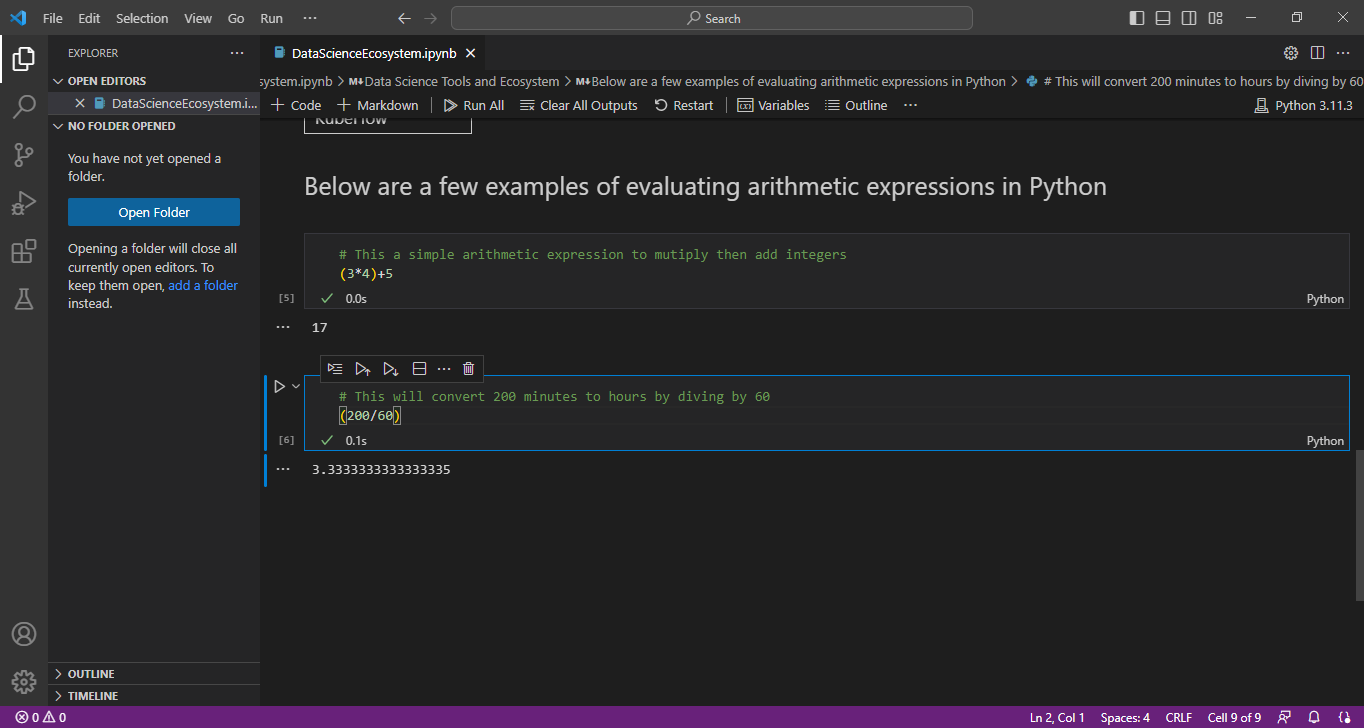 File Edit Selection View Go Run ··· Search
EXPLORER ···
DataScienceEcosystem.ipynb
OPEN EDITORS
DataScienceEcosystem.i...
system.ipynb > M↓Data Science Tools and Ecosystem > M↓Below are a few examples of evaluating arithmetic expressions in Python > # This will convert 200 minutes to hours by diving by 60
+ Code + Markdown Run All Clear All Outputs Restart Variables Outline ··· Python 3.11.3
NO FOLDER OPENED
You have not yet opened a
folder.
Open Folder
Opening a folder will close all
currently open editors. To
keep them open, add a folder
instead.
KubeFlow
Below are a few examples of evaluating arithmetic expressions in Python
# This a simple arithmetic expression to mutiply then add integers
(3*4)+5
[5] 0.0s Python
··· 17
# This will convert 200 minutes to hours by diving by 60
(200/60)
[6] 0.1s Python
··· 3.3333333333333335
OUTLINE
TIMELINE
0 0 Ln 2, Col 1 Spaces: 4 CRLF Cell 9 of 9